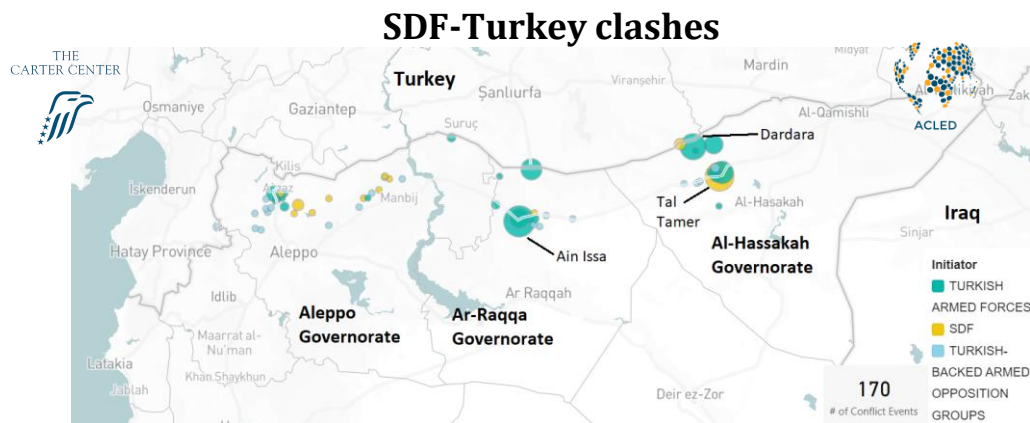 SDF-Turkey clashes
THE
CARTER CENTER
ACLED
Turkey
Midyat
Mardin
Viranşehir
Şanlıurfa
Gaziantep
Osmaniye
Al-Qamishli
Suruç
Dardara
Kilis
İskenderun
Manbij
Tal
Tamer
Al-Hasakah
Iraq
Sinjar
Hatay Province
Aleppo
Ain Issa
Al-Hassakah
Governorate
Idlib
Ar Raqqah
Aleppo
Governorate
Ar-Raqqa
Governorate
Maarrat al-
Nu'man
Latakia
Khan Shaykhun
Jablah
Deir ez-Zor
Initiator
TURKISH
ARMED FORCES
SDF
TURKISH-
BACKED ARMED
OPPOSITION
GROUPS
170
# of Conflict Events